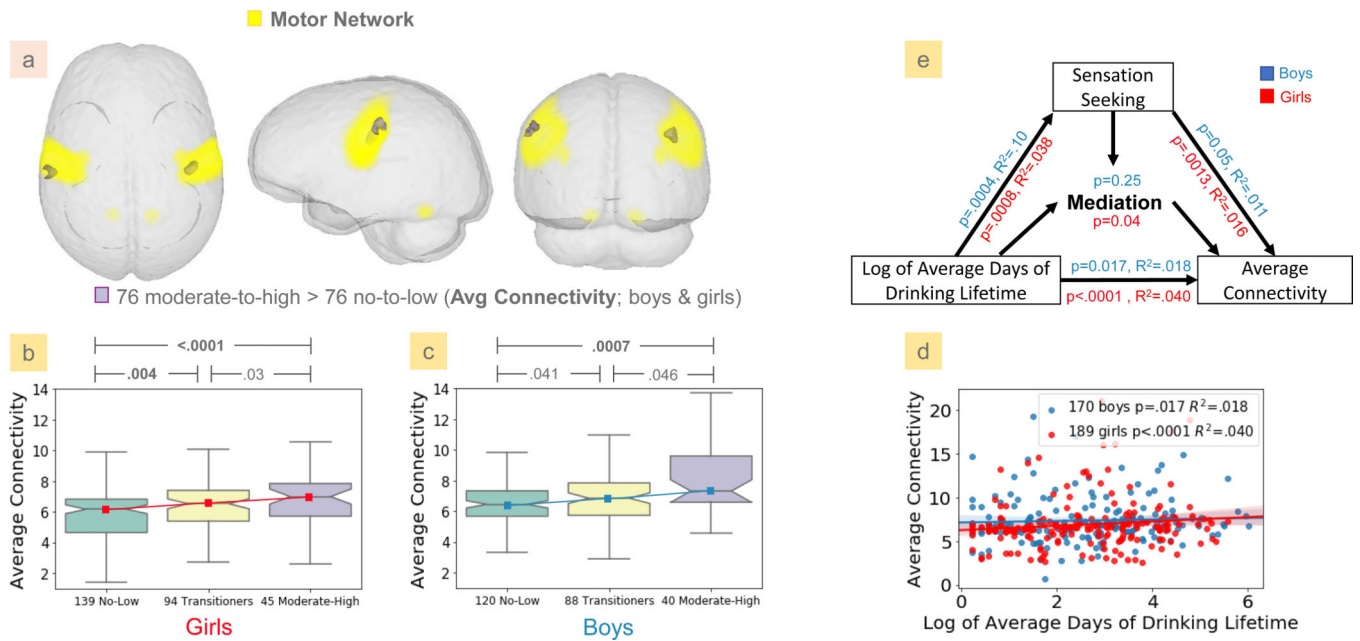 Motor Network
a
76 moderate-to-high > 76 no-to-low (Avg Connectivity; boys & girls)
b
<.0001
.004
.03
14
12
10
8
6
4
2
Average Connectivity
139 No-Low
94 Transitioners
45 Moderate-High
Girls
c
.0007
.041
.046
14
12
10
8
6
4
2
Average Connectivity
120 No-Low
88 Transitioners
40 Moderate-High
Boys
e
Boys
Girls
Sensation
Seeking
p=.0004, R²=.10
p=.0008, R²=.038
p=0.05, R²=.011
p=.0013, R²=.016
p=0.25
Mediation
p=0.04
Log of Average Days of
Drinking Lifetime
p=0.017, R²=.018
p<.0001 , R²=.040
Average
Connectivity
d
170 boys p=.017 R²=.018
189 girls p<.0001 R²=.040
20
15
10
5
0
Average Connectivity
0
2
4
6
Log of Average Days of Drinking Lifetime